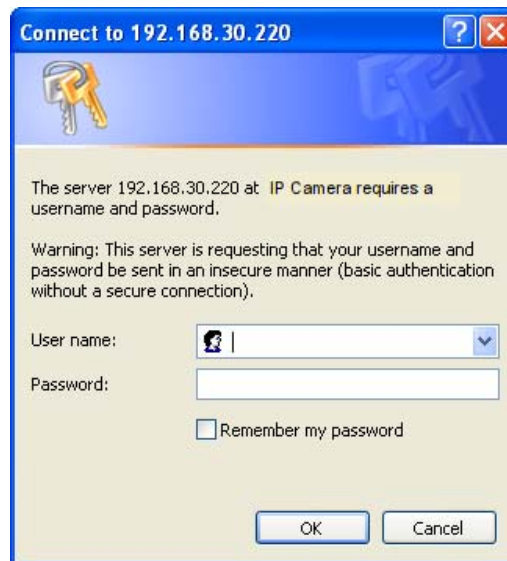 Connect to 192.168.30.220
?
The server 192.168.30.220 at IP Camera requires a
username and password.
Warning: This server is requesting that your username and
password be sent in an insecure manner (basic authentication
without a secure connection).
User name:
Password:
Remember my password
OK
Cancel